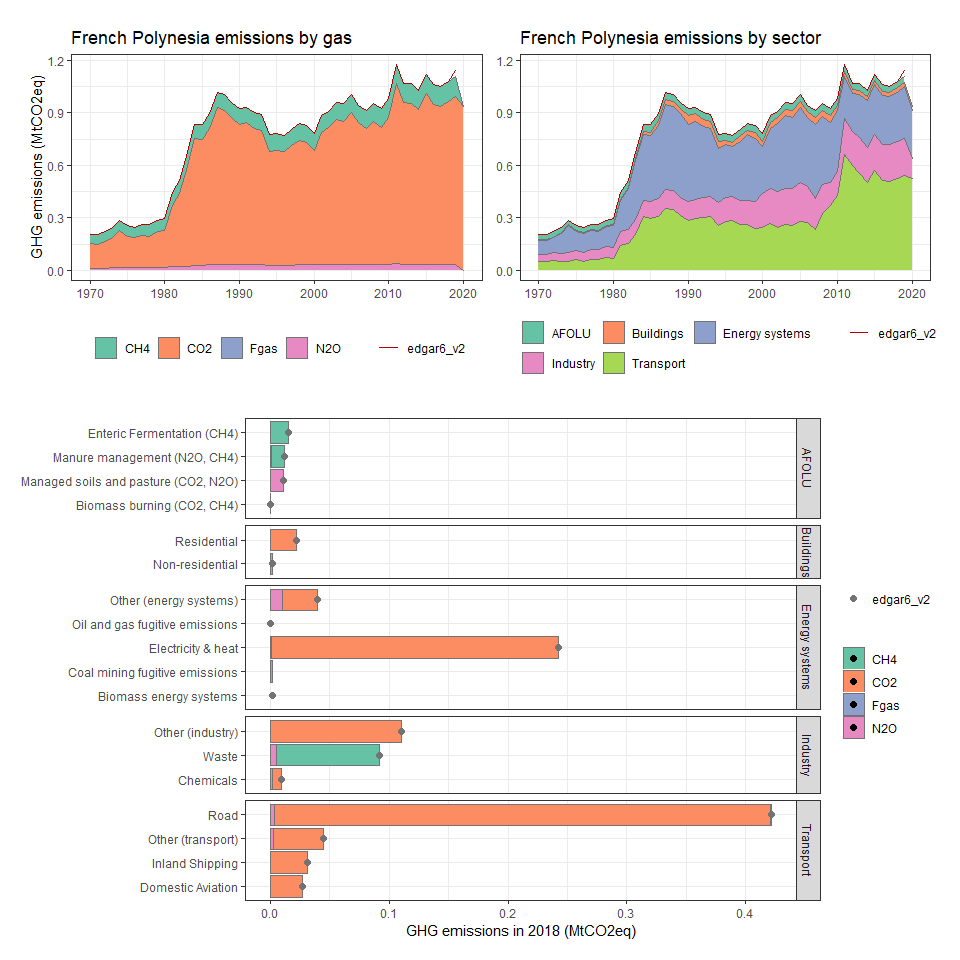 French Polynesia emissions by gas
French Polynesia emissions by sector
GHG emissions (MtCO2eq)
1.2
0.9
0.6
0.3
0.0
1970 1980 1990 2000 2010 2020
1.2
0.9
0.6
0.3
0.0
1970 1980 1990 2000 2010 2020
CH4 CO2 Fgas N2O edgar6_v2
AFOLU Buildings Energy systems edgar6_v2
Industry Transport
Enteric Fermentation (CH4)
Manure management (N2O, CH4)
Managed soils and pasture (CO2, N2O)
Biomass burning (CO2, CH4)
AFOLU
Residential
Non-residential
Buildings
Other (energy systems)
Oil and gas fugitive emissions
Electricity & heat
Coal mining fugitive emissions
Biomass energy systems
Energy systems
Other (industry)
Waste
Chemicals
Industry
Road
Other (transport)
Inland Shipping
Domestic Aviation
Transport
0.0 0.1 0.2 0.3 0.4
GHG emissions in 2018 (MtCO2eq)
edgar6_v2
CH4
CO2
Fgas
N2O